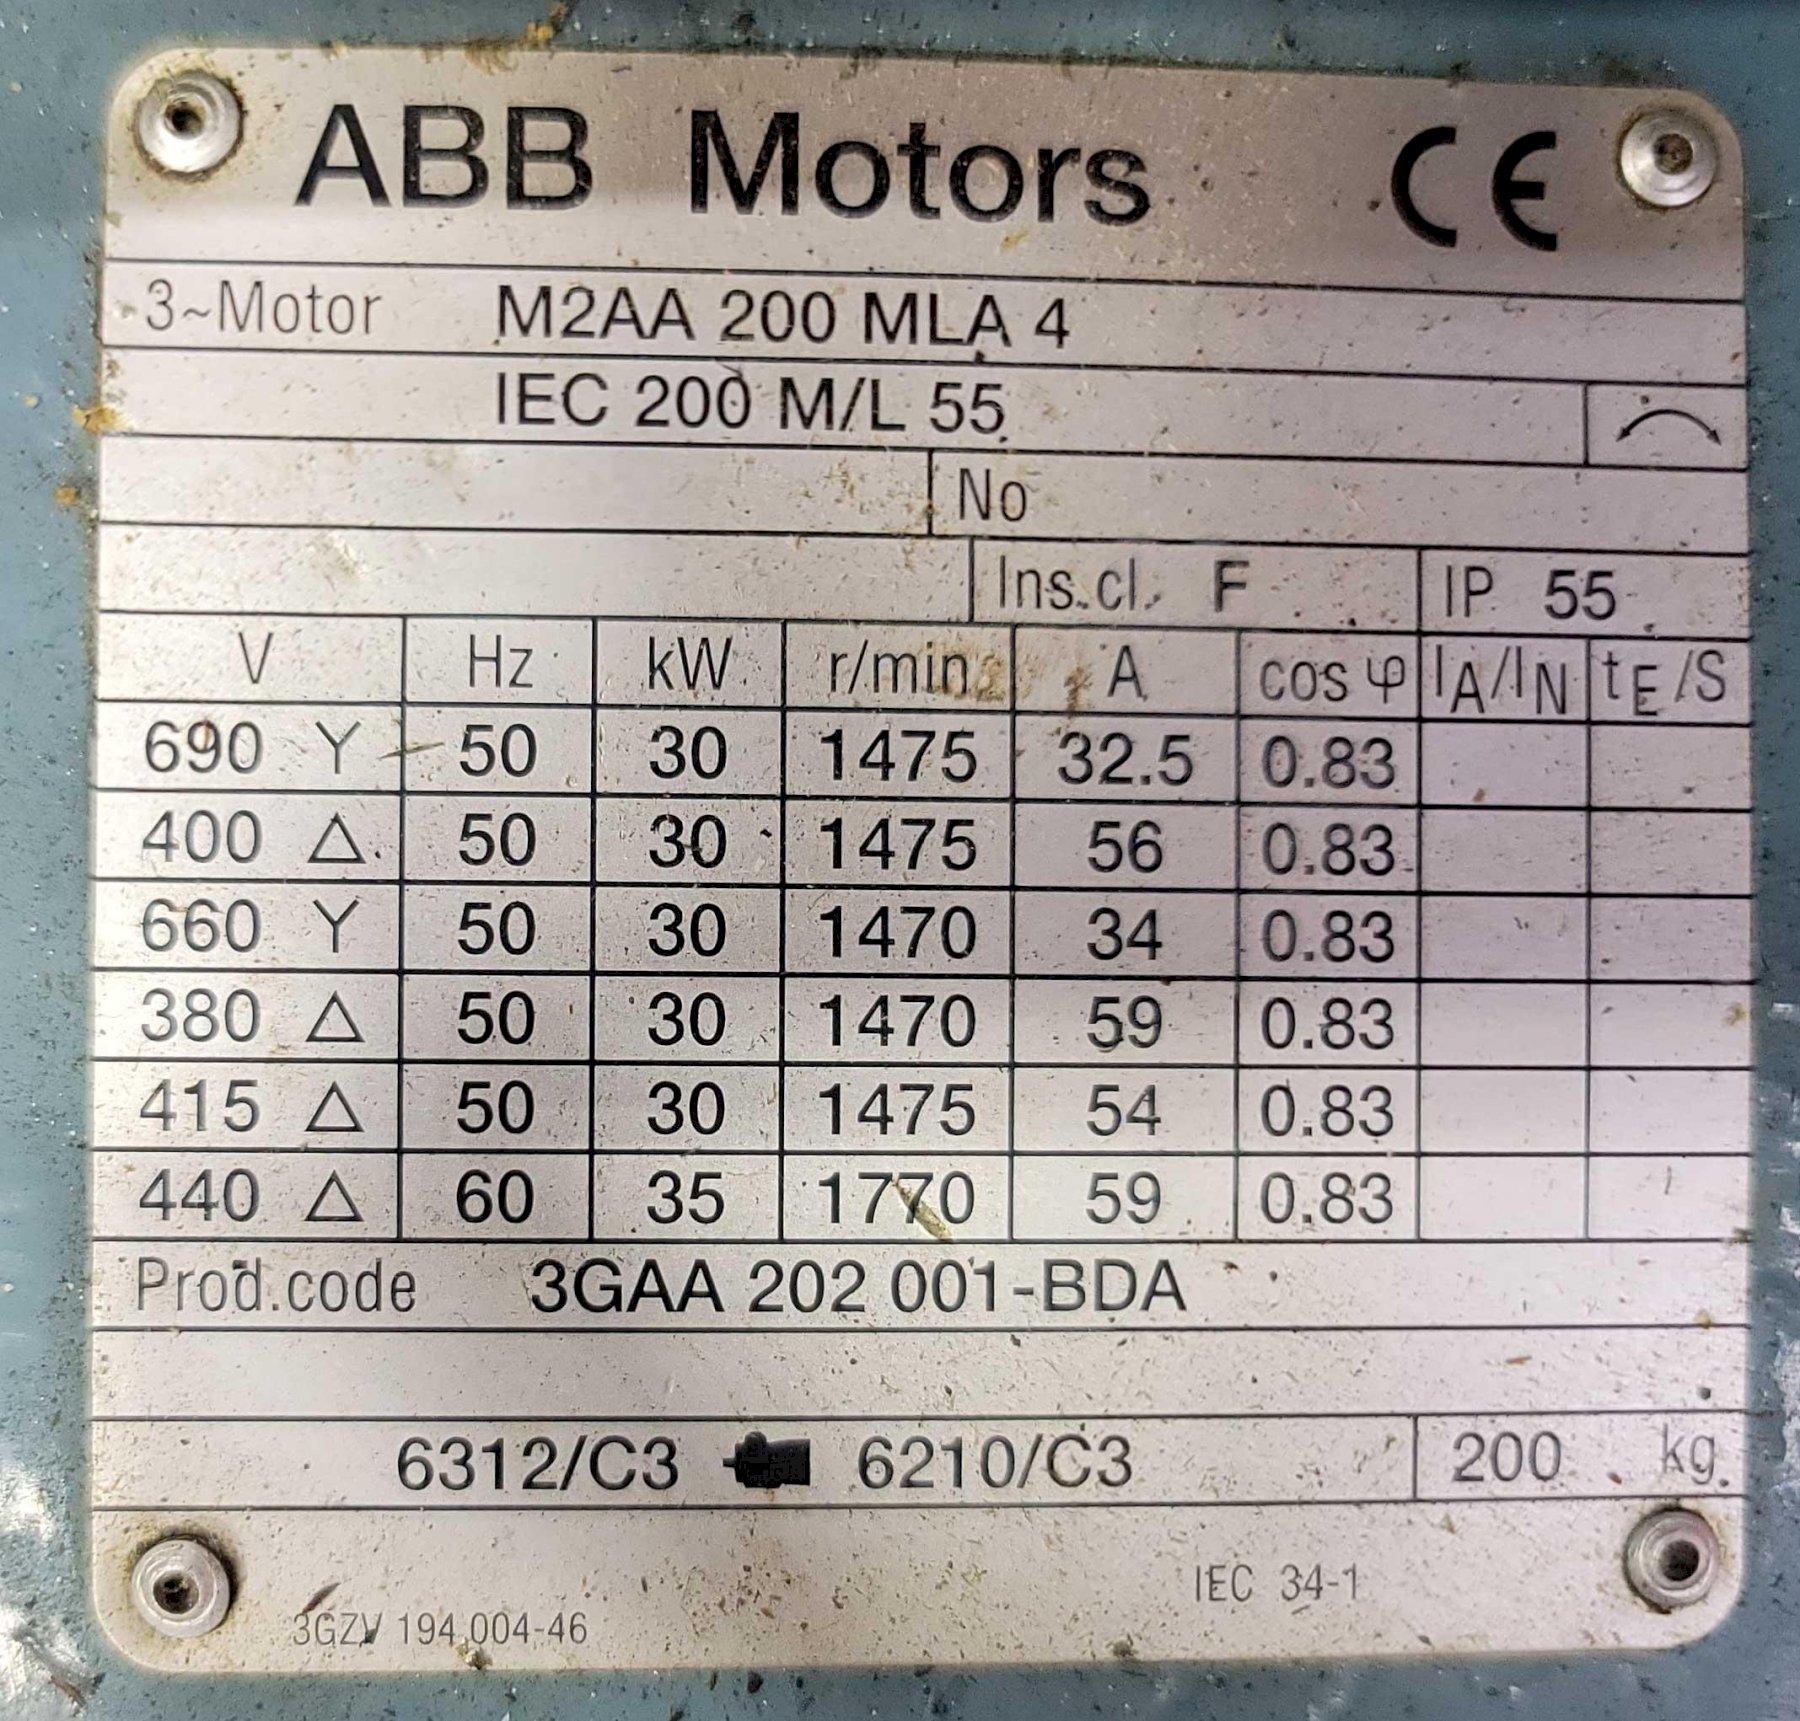 ABB Motors CE
3~Motor M2AA 200 MLA 4
IEC 200 M/L 55
No
Ins.cl. F IP 55
V Hz kW r/min A cos φ IA/IN tE/S
690 Y 50 30 1475 32.5 0.83
400 △ 50 30 1475 56 0.83
660 Y 50 30 1470 34 0.83
380 △ 50 30 1470 59 0.83
415 △ 50 30 1475 54 0.83
440 △ 60 35 1770 59 0.83
Prod.code 3GAA 202 001-BDA
6312/C3 6210/C3 200 kg
IEC 34-1
3GZV 194 004-46